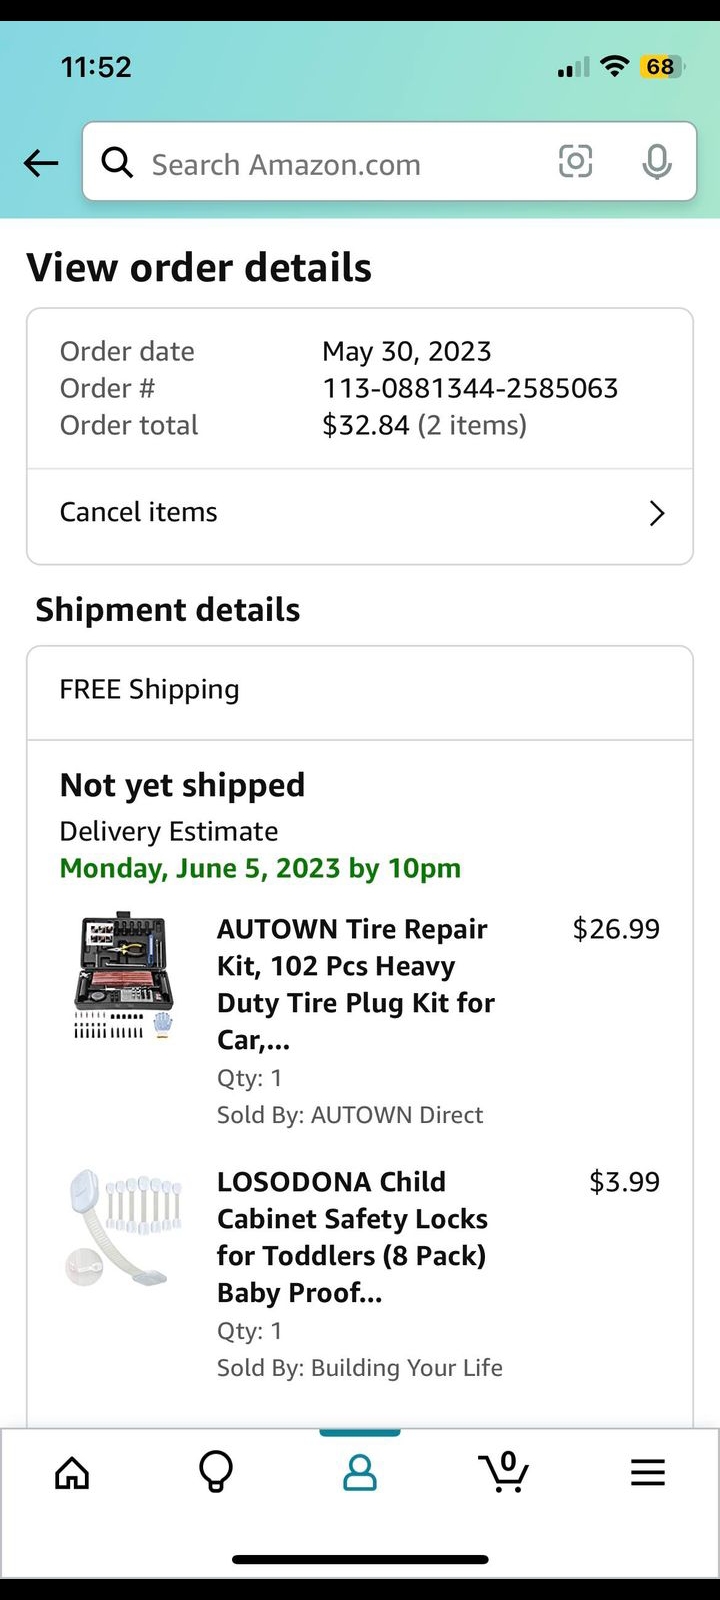 11:52
68
Search Amazon.com
View order details
Order date May 30, 2023
Order # 113-0881344-2585063
Order total $32.84 (2 items)
Cancel items
Shipment details
FREE Shipping
Not yet shipped
Delivery Estimate
Monday, June 5, 2023 by 10pm
AUTOWN Tire Repair $26.99
Kit, 102 Pcs Heavy
Duty Tire Plug Kit for
Car,...
Qty: 1
Sold By: AUTOWN Direct
LOSODONA Child $3.99
Cabinet Safety Locks
for Toddlers (8 Pack)
Baby Proof...
Qty: 1
Sold By: Building Your Life
0